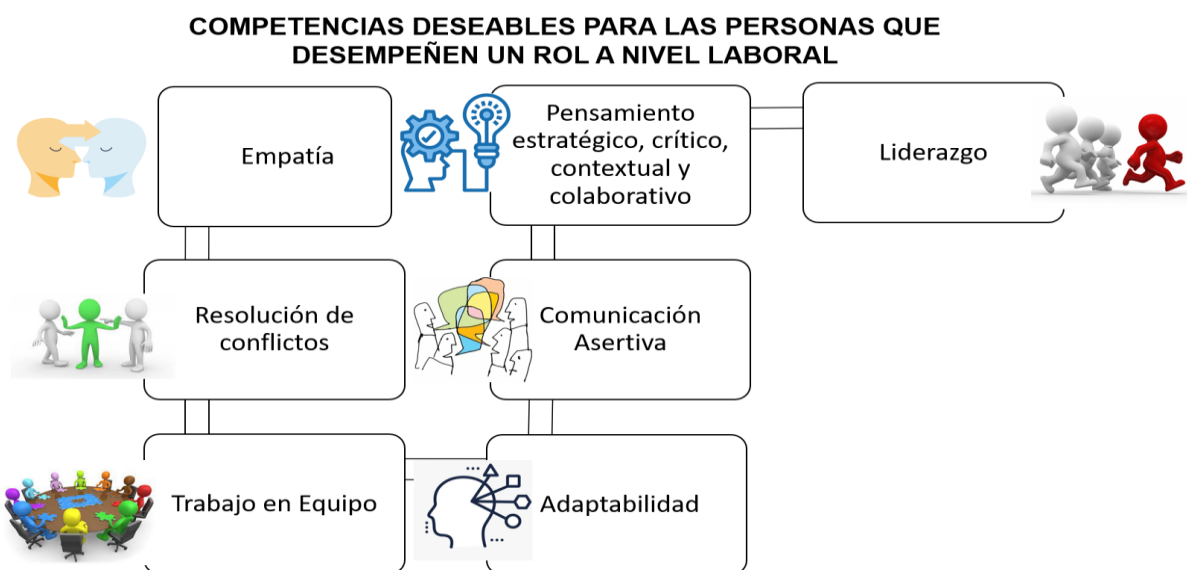 COMPETENCIAS DESEABLES PARA LAS PERSONAS QUE
DESEMPEÑEN UN ROL A NIVEL LABORAL
Empatía
Pensamiento
estratégico, crítico,
contextual y
colaborativo
Liderazgo
Resolución de
conflictos
Comunicación
Asertiva
Trabajo en Equipo
Adaptabilidad